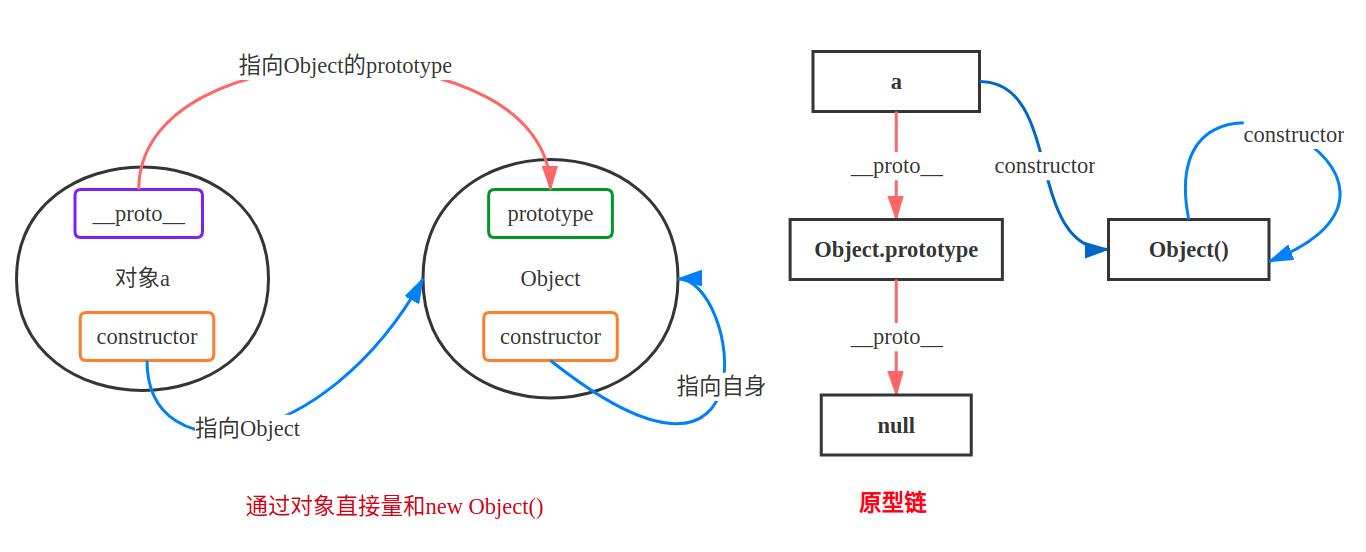 指向Object的prototype
__proto__
对象a
constructor
指向Object
prototype
Object
constructor
指向自身
通过对象直接量和new Object()
a
__proto__
constructor
constructor
Object.prototype
Object()
__proto__
null
原型链